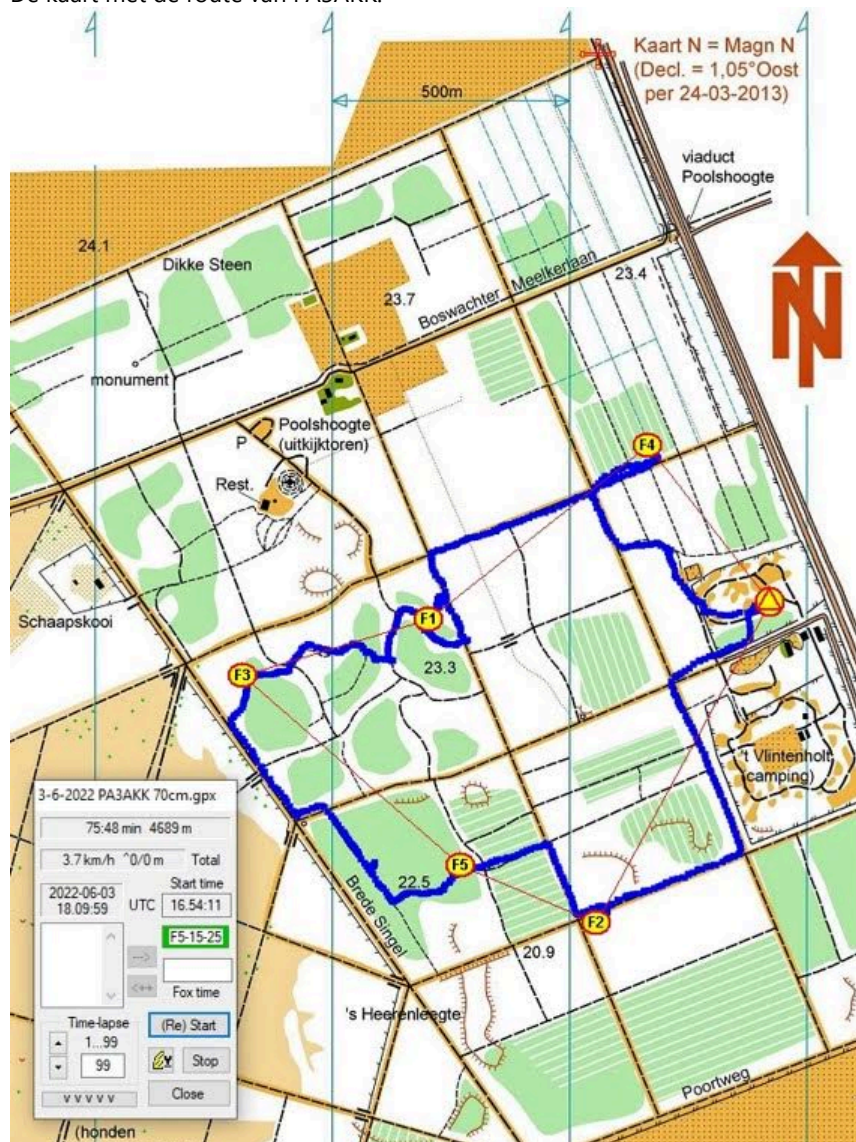 De kaart met de route van PA3AKK.
Kaart N = Magn N
(Decl. = 1,05°Oost
per 24-03-2013)
500m
viaduct
Poolshoogte
24.1
Dikke Steen
23.7
Boswachter Meelkerlaan
23.4
N
monument
Poolshoogte
(uitkijktoren)
P
Rest.
F4
Schaapskooi
F1
23.3
F3
't Vlintenholt
(camping)
3-6-2022 PA3AKK 70cm.gpx
75:48 min 4689 m
3.7 km/h ^0/0 m Total
2022-06-03
18.09:59
UTC
Start time
16.54:11
F5-15-25
-->
<++
Fox time
Time-lapse
1...99
99
(Re) Start
Stop
Close
v v v v v
F5
22.5
Brede Singel
F2
20.9
's Heerenleegte
Poortweg
(honden